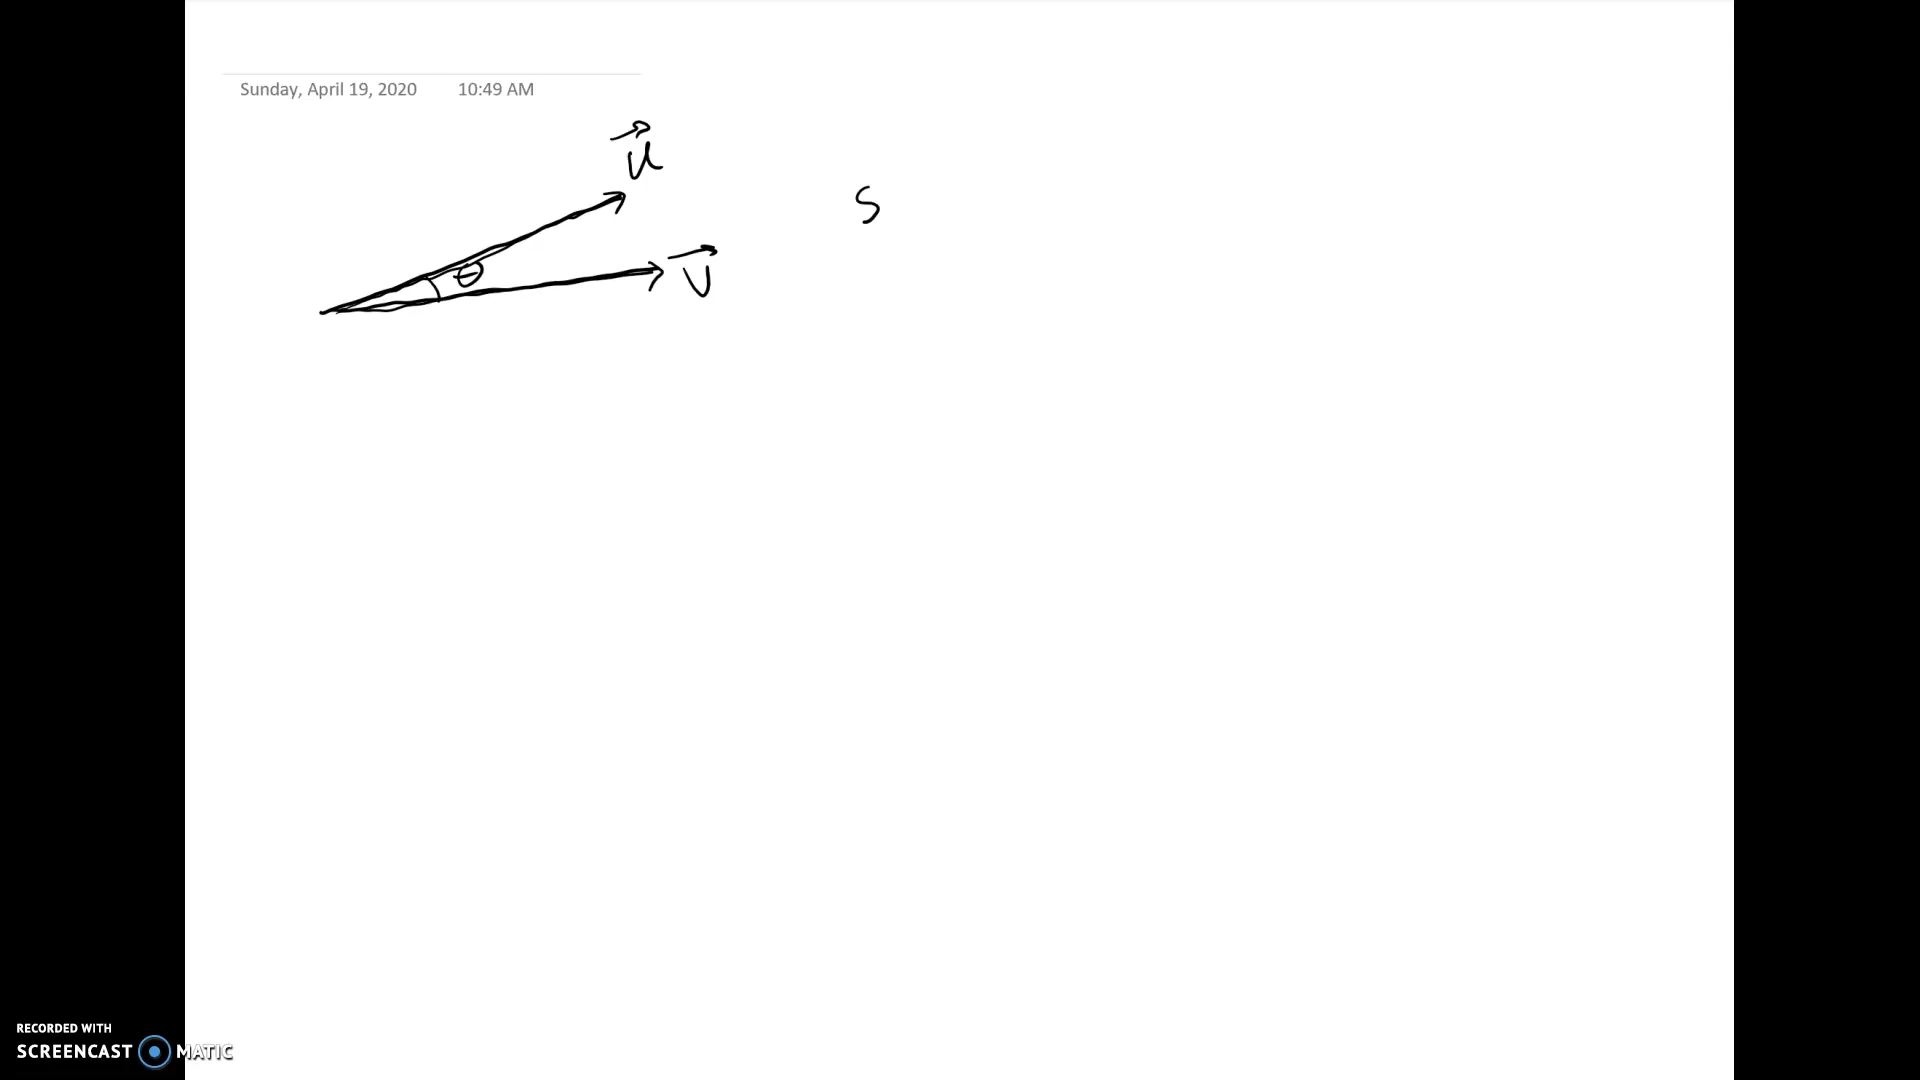 Sunday, April 19, 2020 10:49 AM
u⃗
S
θ
v⃗
RECORDED WITH
SCREENCAST MATIC